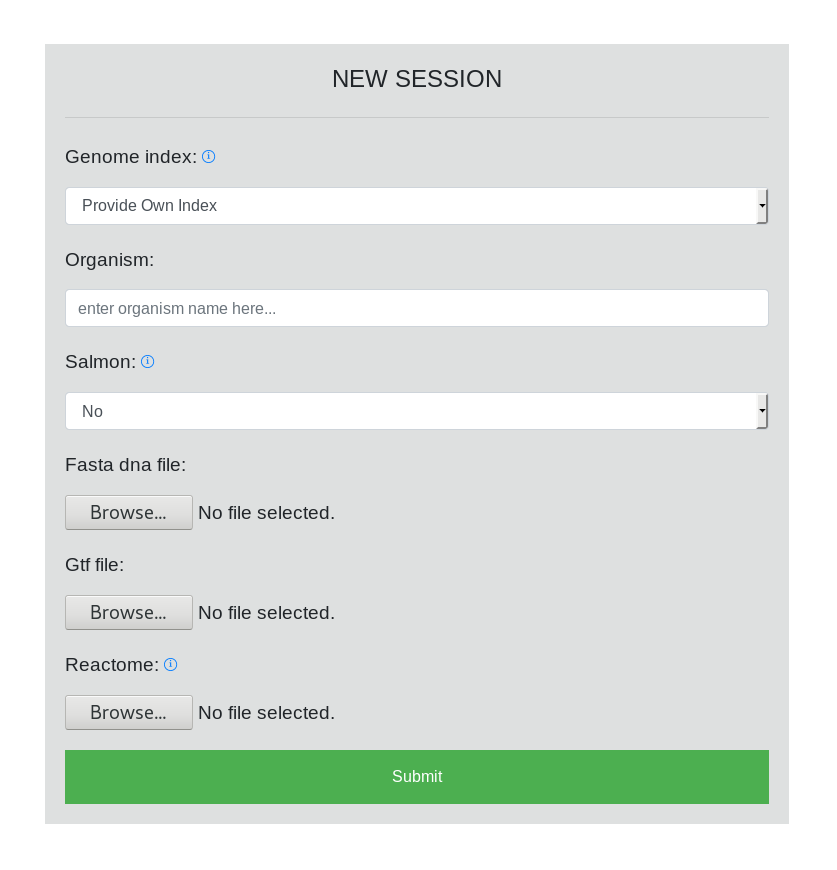 NEW SESSION
Genome index:
Provide Own Index
Organism:
enter organism name here...
Salmon:
No
Fasta dna file:
Browse... No file selected.
Gtf file:
Browse... No file selected.
Reactome:
Browse... No file selected.
Submit